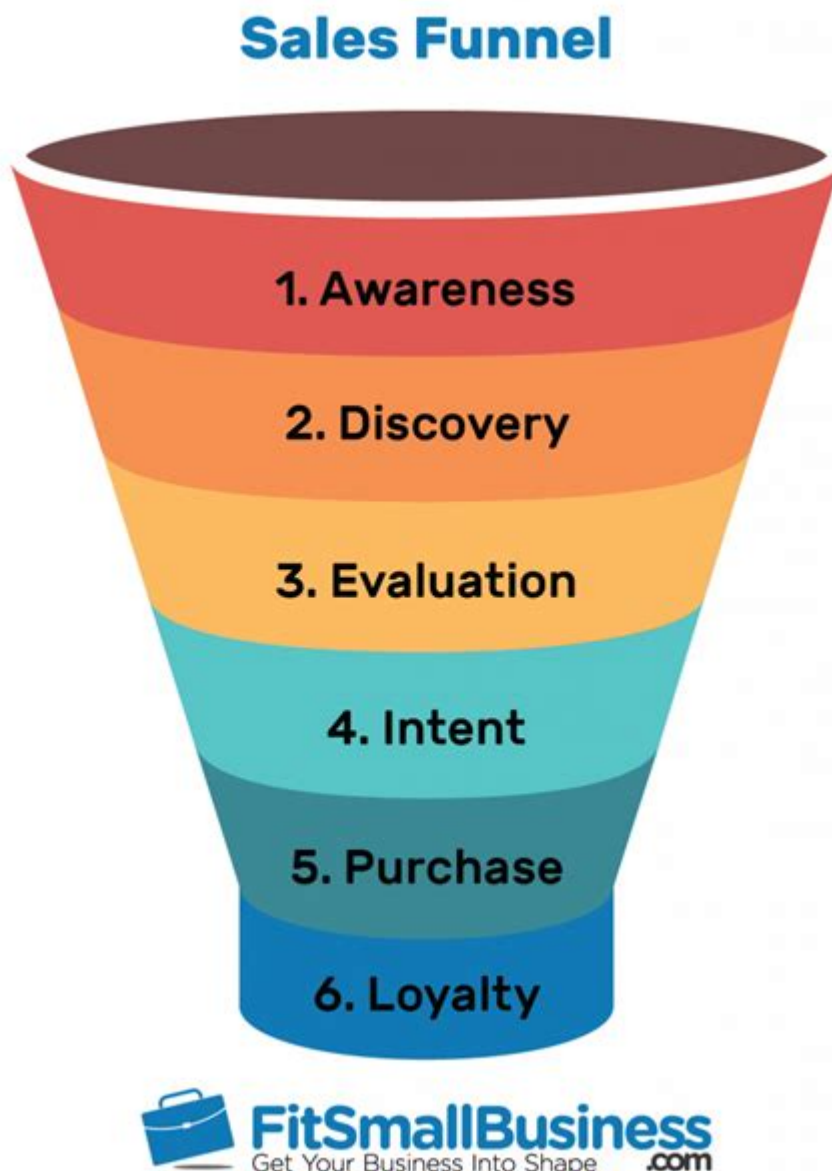 Sales Funnel
1. Awareness
2. Discovery
3. Evaluation
4. Intent
5. Purchase
6. Loyalty
FitSmallBusiness
Get Your Business Into Shape .com